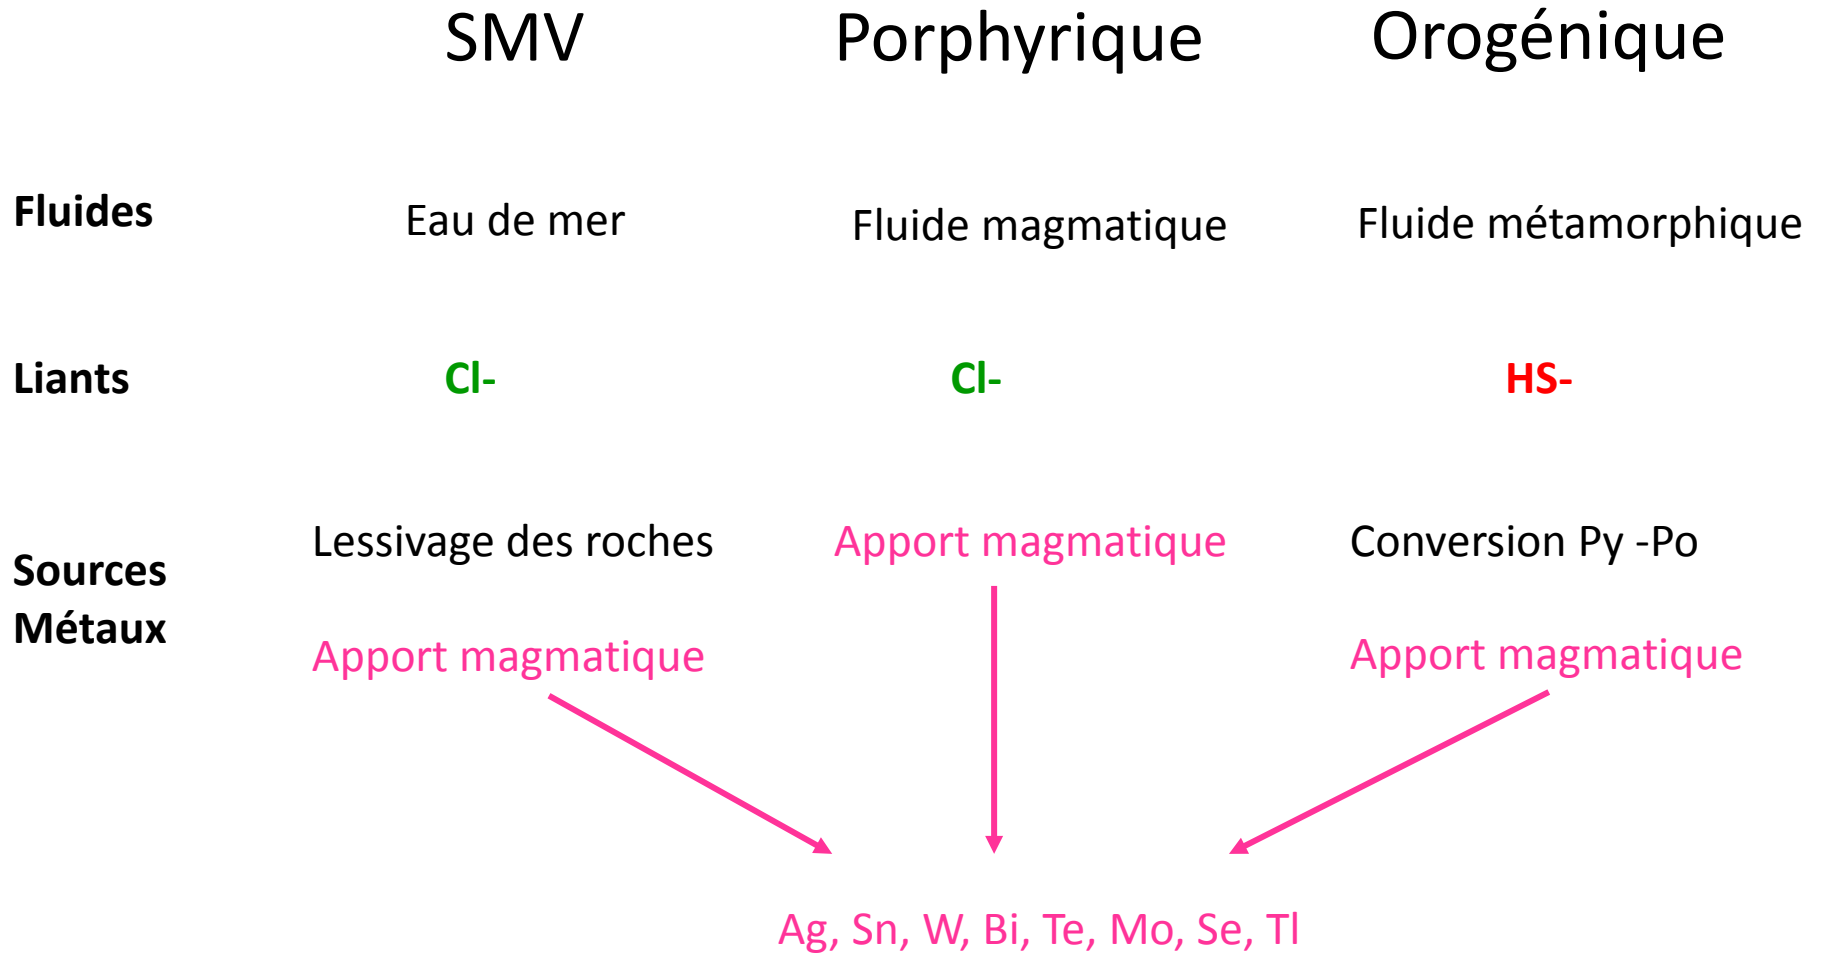 SMV Porphyrique Orogénique
Fluides Eau de mer Fluide magmatique Fluide métamorphique
Liants Cl- Cl- HS-
Lessivage des roches Apport magmatique Conversion Py -Po
Sources
Métaux
Apport magmatique Apport magmatique
Ag, Sn, W, Bi, Te, Mo, Se, Tl